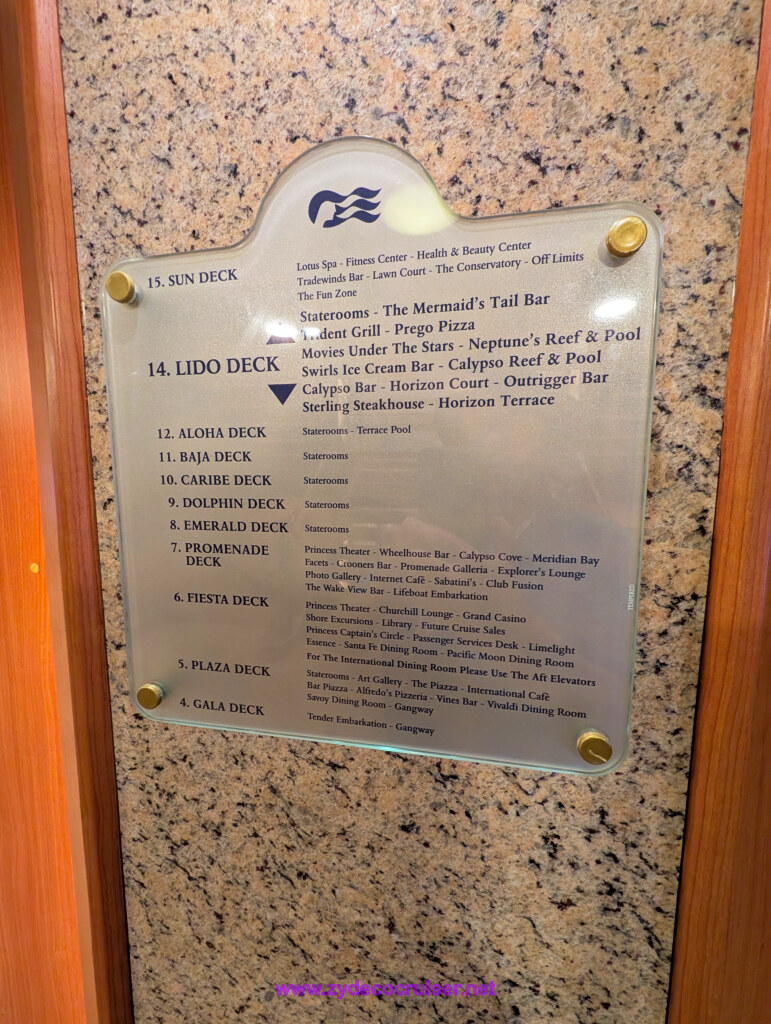 15. SUN DECK
Lotus Spa - Fitness Center - Health & Beauty Center
Tradewinds Bar - Lawn Court - The Conservatory - Off Limits
The Fun Zone
14. LIDO DECK
Staterooms - The Mermaid's Tail Bar
Trident Grill - Prego Pizza
Movies Under The Stars - Neptune's Reef & Pool
Swirls Ice Cream Bar - Calypso Reef & Pool
Calypso Bar - Horizon Court - Outrigger Bar
Sterling Steakhouse - Horizon Terrace
12. ALOHA DECK Staterooms - Terrace Pool
11. BAJA DECK Staterooms
10. CARIBE DECK Staterooms
9. DOLPHIN DECK Staterooms
8. EMERALD DECK Staterooms
7. PROMENADE
DECK
Princess Theater - Wheelhouse Bar - Calypso Cove - Meridian Bay
Facets - Crooners Bar - Promenade Galleria - Explorer's Lounge
Photo Gallery - Internet Cafè - Sabatini's - Club Fusion
The Wake View Bar - Lifeboat Embarkation
6. FIESTA DECK
Princess Theater - Churchill Lounge - Grand Casino
Shore Excursions - Library - Future Cruise Sales
Princess Captain's Circle - Passenger Services Desk - Limelight
Essence - Santa Fe Dining Room - Pacific Moon Dining Room
For The International Dining Room Please Use The Aft Elevators
5. PLAZA DECK
Staterooms - Art Gallery - The Piazza - International Cafè
Bar Piazza - Alfredo's Pizzeria - Vines Bar - Vivaldi Dining Room
Savoy Dining Room - Gangway
4. GALA DECK
Tender Embarkation - Gangway
www.zydecocruiser.net